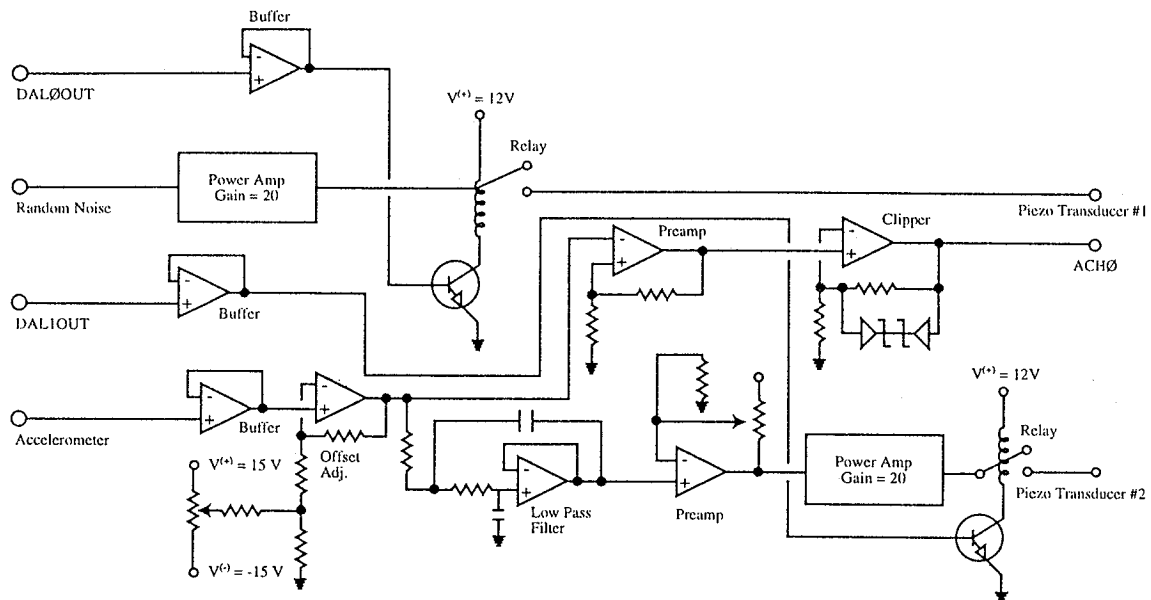 Buffer
DALØOUT
V(+) = 12V
Relay
Power Amp
Gain = 20
Random Noise
Piezo Transducer #1
Preamp
Clipper
ACHØ
Buffer
DAL1OUT
V(+) = 12V
Relay
Buffer
Accelerometer
Offset
Adj.
V(+) = 15 V
Low Pass
Filter
Preamp
Power Amp
Gain = 20
Piezo Transducer #2
V(-) = -15 V